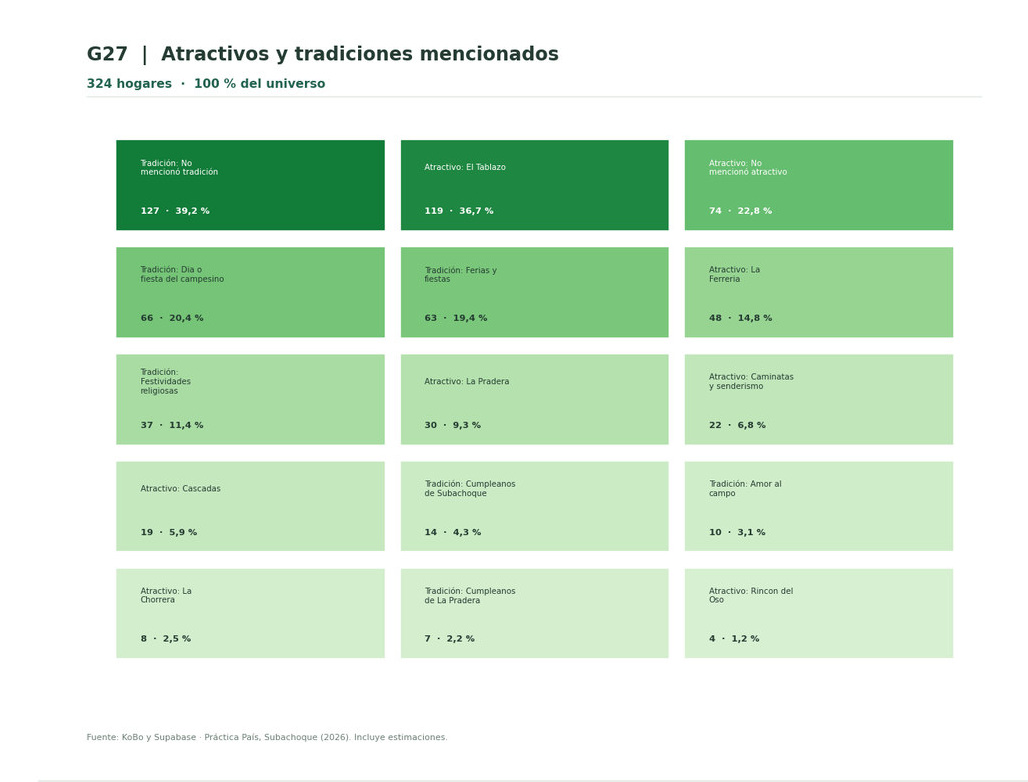 G27 | Atractivos y tradiciones mencionados
324 hogares · 100 % del universo
Tradición: No
mencionó tradición
127 · 39,2 %
Atractivo: El Tablazo
119 · 36,7 %
Atractivo: No
mencionó atractivo
74 · 22,8 %
Tradición: Dia o
fiesta del campesino
66 · 20,4 %
Tradición: Ferias y
fiestas
63 · 19,4 %
Atractivo: La
Ferreria
48 · 14,8 %
Tradición:
Festividades
religiosas
37 · 11,4 %
Atractivo: La Pradera
30 · 9,3 %
Atractivo: Caminatas
y senderismo
22 · 6,8 %
Atractivo: Cascadas
19 · 5,9 %
Tradición: Cumpleanos
de Subachoque
14 · 4,3 %
Tradición: Amor al
campo
10 · 3,1 %
Atractivo: La
Chorrera
8 · 2,5 %
Tradición: Cumpleanos
de La Pradera
7 · 2,2 %
Atractivo: Rincon del
Oso
4 · 1,2 %
Fuente: KoBo y Supabase · Práctica País, Subachoque (2026). Incluye estimaciones.